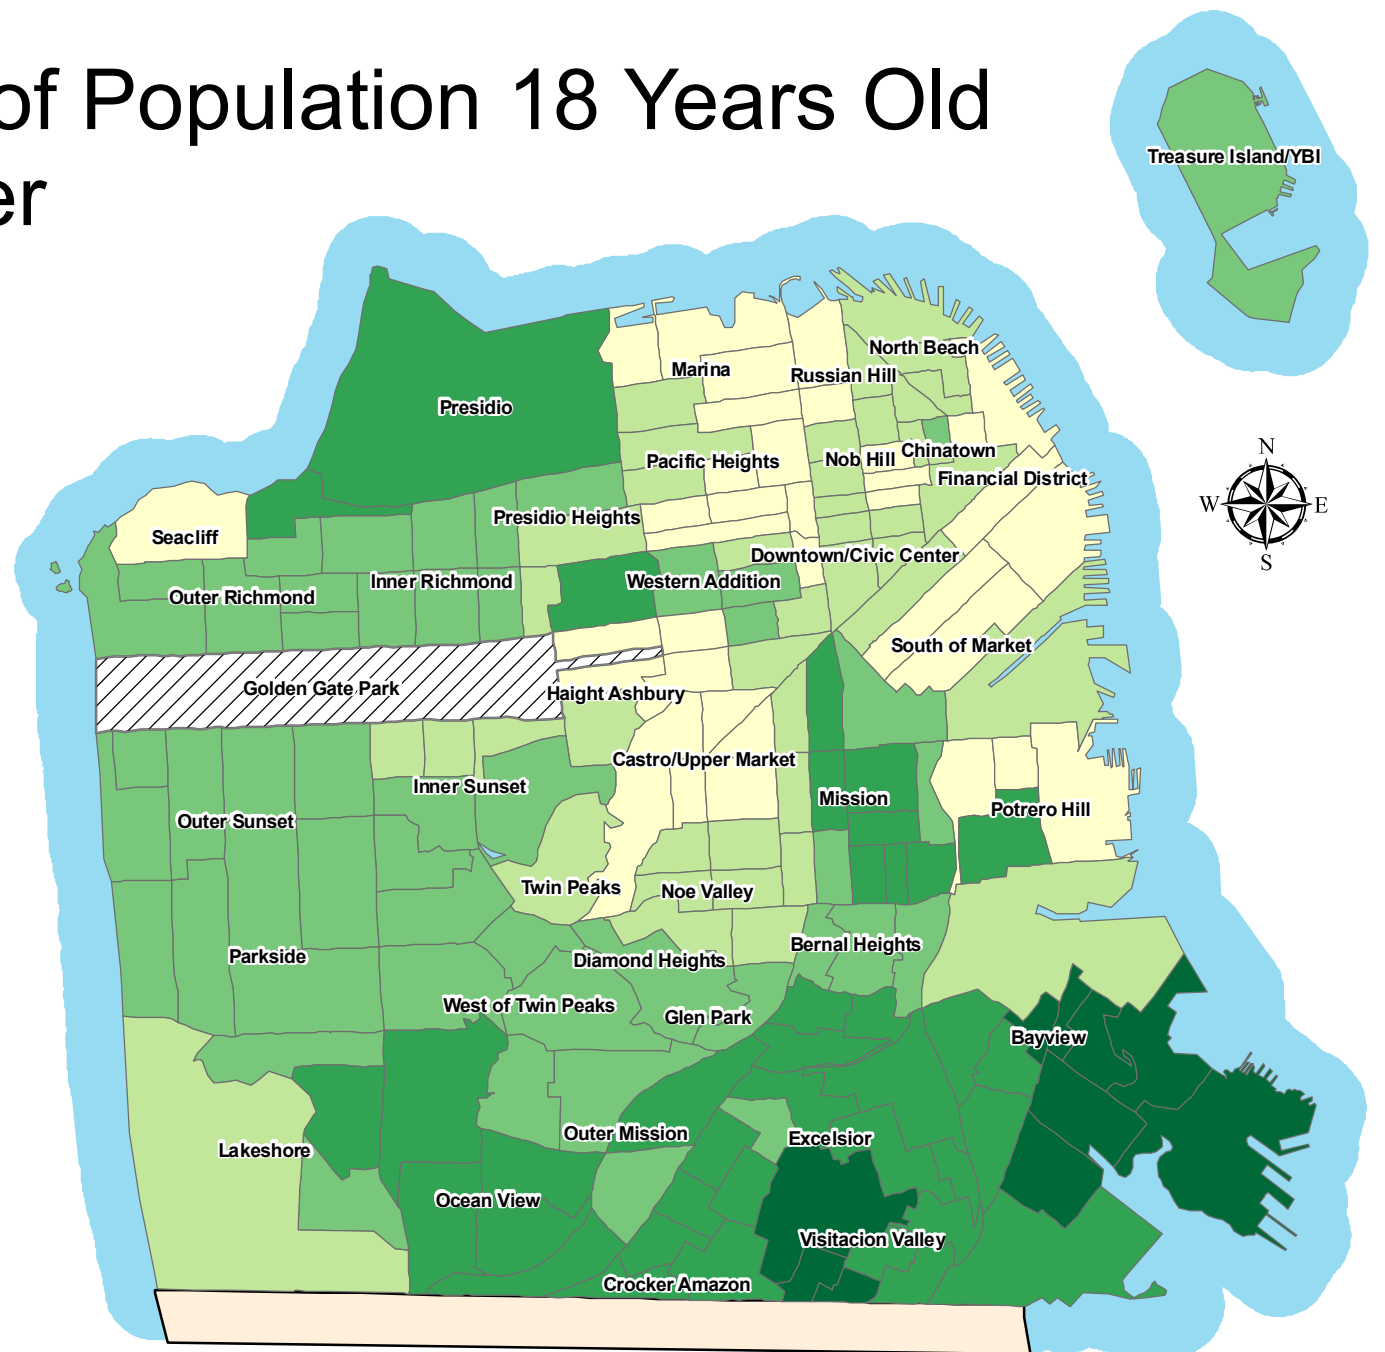 of Population 18 Years Old
er
Treasure Island/YBI
North Beach
Marina
Russian Hill
Presidio
N
Chinatown
Nob Hill
Pacific Heights
Financial District
W
E
Presidio Heights
Seacliff
Downtown/Civic Center
S
Inner Richmond
Western Addition
Outer Richmond
South of Market
Golden Gate Park
Haight Ashbury
Castro/Upper Market
Inner Sunset
Mission
Potrero Hill
Outer Sunset
Twin Peaks
Noe Valley
Bernal Heights
Parkside
Diamond Heights
West of Twin Peaks
Glen Park
Bayview
Outer Mission
Excelsior
Lakeshore
Ocean View
Visitacion Valley
Crocker Amazon